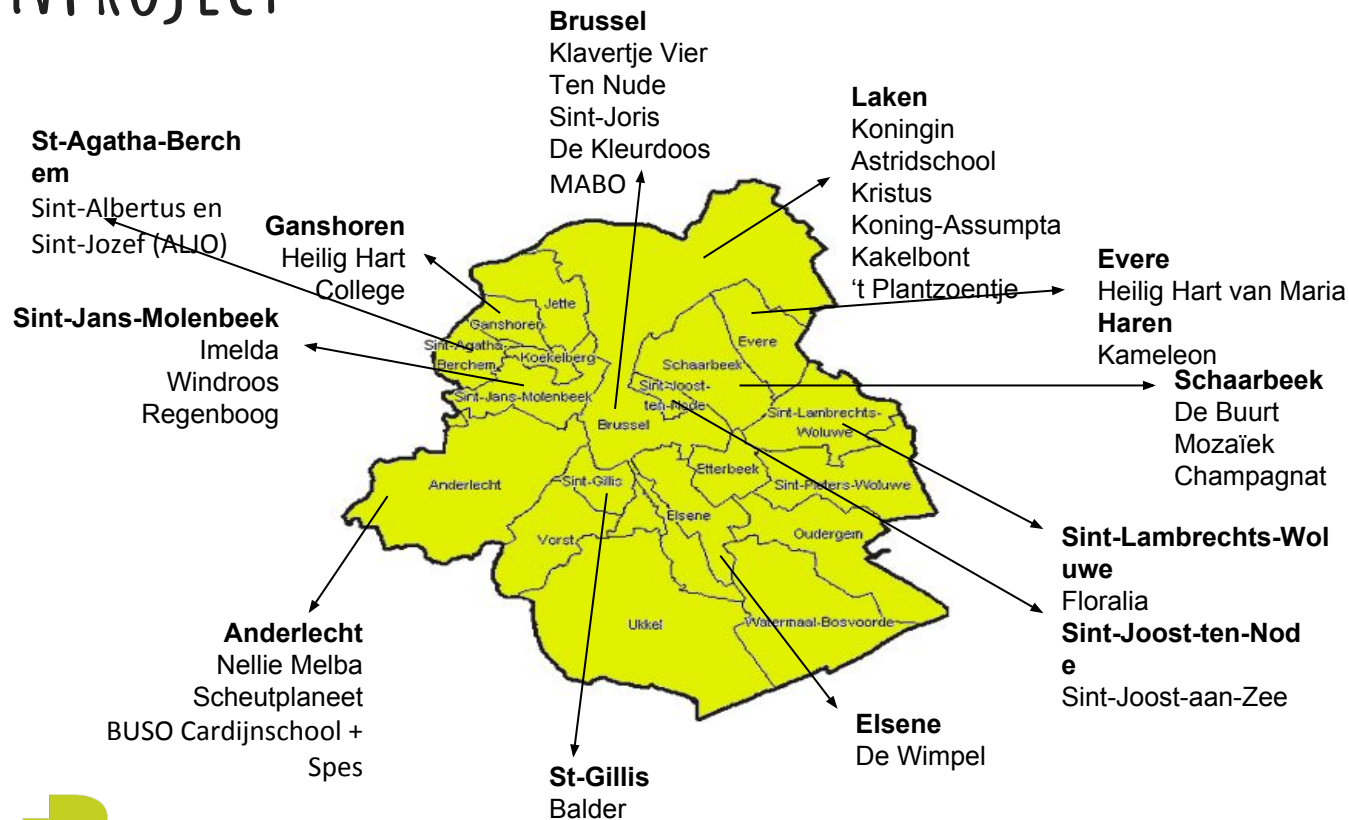 Brussel
Klavertje Vier
Ten Nude
Sint-Joris
De Kleurdoos
MABO
Laken
Koningin
Astridschool
Kristus
Koning-Assumpta
Kakelbont
‘t Plantzoentje
St-Agatha-Berch
em
Sint-Albertus en
Sint-Jozef (ALJO)
Ganshoren
Heilig Hart
College
Evere
Heilig Hart van Maria
Haren
Kameleon
Sint-Jans-Molenbeek
Imelda
Windroos
Regenboog
Schaarbeek
De Buurt
Mozaïek
Champagnat
Jette
Ganshoren
Sint-Agatha-
Berchem
Koekelberg
Sint-Jans-Molenbeek
Evere
Schaarbeek
Sint-Joost-
ten-Node
Sint-Lambrechts-
Woluwe
Brussel
Etterbeek
Sint-Pieters-Woluwe
Anderlecht
Sint-Gillis
Elsene
Oudergem
Vorst
Ukkel
Watermaal-Bosvoorde
Sint-Lambrechts-Wol
uwe
Floralia
Sint-Joost-ten-Nod
e
Sint-Joost-aan-Zee
Anderlecht
Nellie Melba
Scheutplaneet
BUSO Cardijnschool +
Spes
Elsene
De Wimpel
St-Gillis
Balder